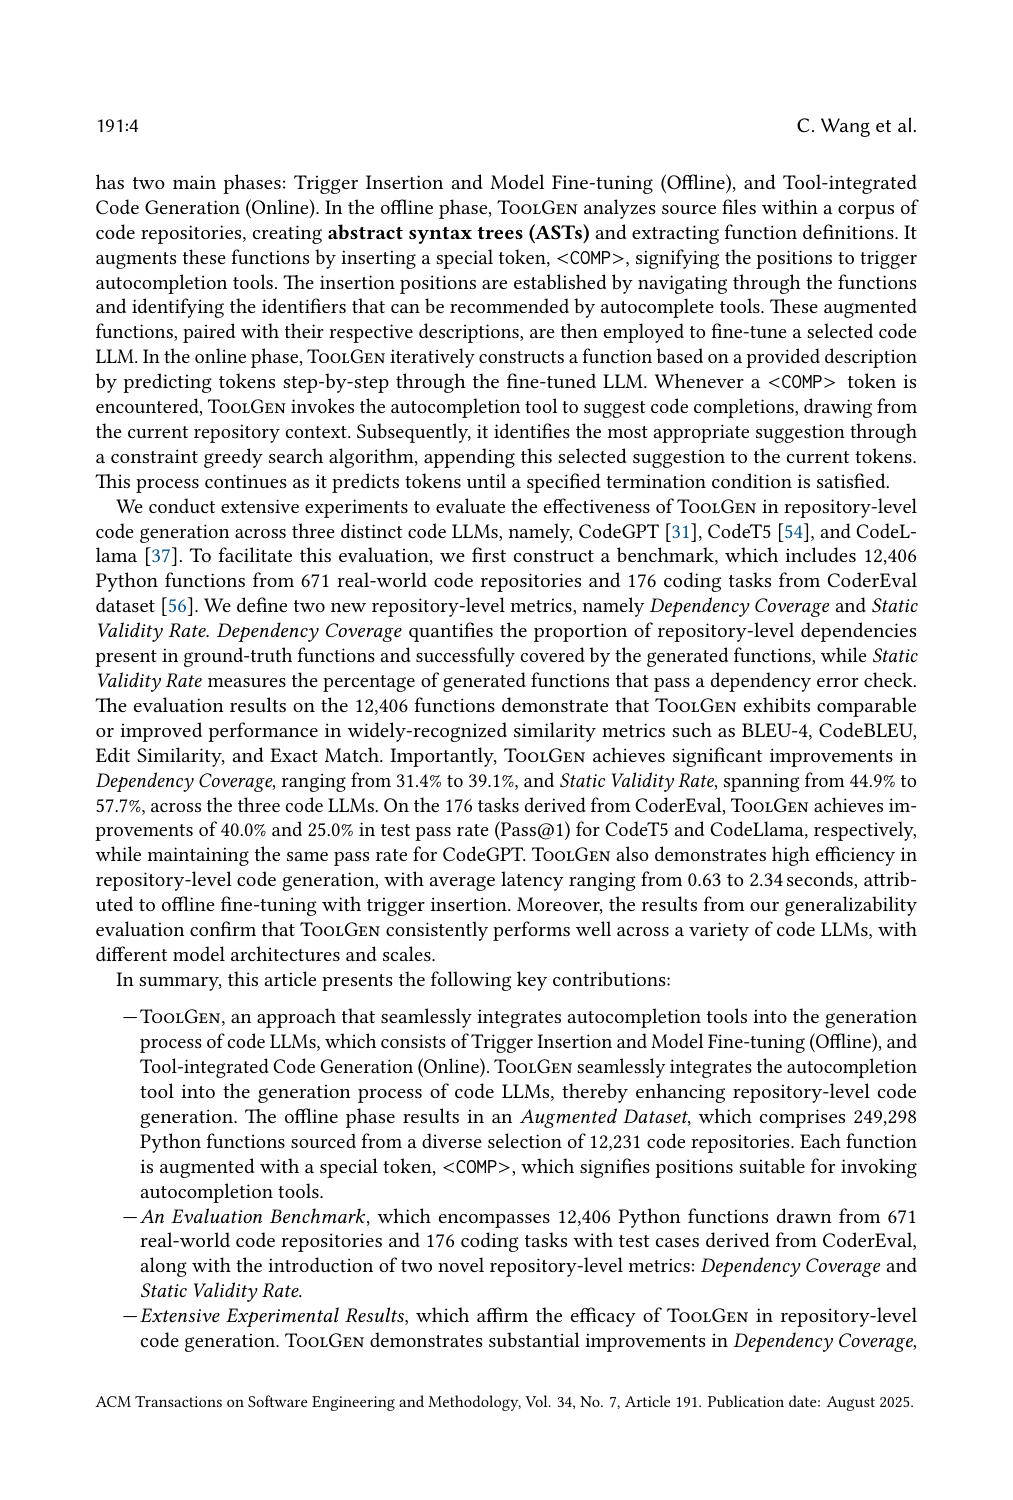 191:4
C. Wang et al.
has two main phases: Trigger Insertion and Model Fine-tuning (Offline), and Tool-integrated
Code Generation (Online). In the offline phase, ToolGen analyzes source files within a corpus of
code repositories, creating abstract syntax trees (ASTs) and extracting function definitions. It
augments these functions by inserting a special token, <COMP>, signifying the positions to trigger
autocompletion tools. The insertion positions are established by navigating through the functions
and identifying the identifiers that can be recommended by autocomplete tools. These augmented
functions, paired with their respective descriptions, are then employed to fine-tune a selected code
LLM. In the online phase, ToolGen iteratively constructs a function based on a provided description
by predicting tokens step-by-step through the fine-tuned LLM. Whenever a <COMP> token is
encountered, ToolGen invokes the autocompletion tool to suggest code completions, drawing from
the current repository context. Subsequently, it identifies the most appropriate suggestion through
a constraint greedy search algorithm, appending this selected suggestion to the current tokens.
This process continues as it predicts tokens until a specified termination condition is satisfied.
We conduct extensive experiments to evaluate the effectiveness of ToolGen in repository-level
code generation across three distinct code LLMs, namely, CodeGPT [31], CodeT5 [54], and CodeL-
lama [37]. To facilitate this evaluation, we first construct a benchmark, which includes 12,406
Python functions from 671 real-world code repositories and 176 coding tasks from CoderEval
dataset [56]. We define two new repository-level metrics, namely Dependency Coverage and Static
Validity Rate. Dependency Coverage quantifies the proportion of repository-level dependencies
present in ground-truth functions and successfully covered by the generated functions, while Static
Validity Rate measures the percentage of generated functions that pass a dependency error check.
The evaluation results on the 12,406 functions demonstrate that ToolGen exhibits comparable
or improved performance in widely-recognized similarity metrics such as BLEU-4, CodeBLEU,
Edit Similarity, and Exact Match. Importantly, ToolGen achieves significant improvements in
Dependency Coverage, ranging from 31.4% to 39.1%, and Static Validity Rate, spanning from 44.9% to
57.7%, across the three code LLMs. On the 176 tasks derived from CoderEval, ToolGen achieves im-
provements of 40.0% and 25.0% in test pass rate (Pass@1) for CodeT5 and CodeLlama, respectively,
while maintaining the same pass rate for CodeGPT. ToolGen also demonstrates high efficiency in
repository-level code generation, with average latency ranging from 0.63 to 2.34 seconds, attrib-
uted to offline fine-tuning with trigger insertion. Moreover, the results from our generalizability
evaluation confirm that ToolGen consistently performs well across a variety of code LLMs, with
different model architectures and scales.
In summary, this article presents the following key contributions:
—ToolGen, an approach that seamlessly integrates autocompletion tools into the generation
process of code LLMs, which consists of Trigger Insertion and Model Fine-tuning (Offline), and
Tool-integrated Code Generation (Online). ToolGen seamlessly integrates the autocompletion
tool into the generation process of code LLMs, thereby enhancing repository-level code
generation. The offline phase results in an Augmented Dataset, which comprises 249,298
Python functions sourced from a diverse selection of 12,231 code repositories. Each function
is augmented with a special token, <COMP>, which signifies positions suitable for invoking
autocompletion tools.
—An Evaluation Benchmark, which encompasses 12,406 Python functions drawn from 671
real-world code repositories and 176 coding tasks with test cases derived from CoderEval,
along with the introduction of two novel repository-level metrics: Dependency Coverage and
Static Validity Rate.
—Extensive Experimental Results, which affirm the efficacy of ToolGen in repository-level
code generation. ToolGen demonstrates substantial improvements in Dependency Coverage,
ACM Transactions on Software Engineering and Methodology, Vol. 34, No. 7, Article 191. Publication date: August 2025.